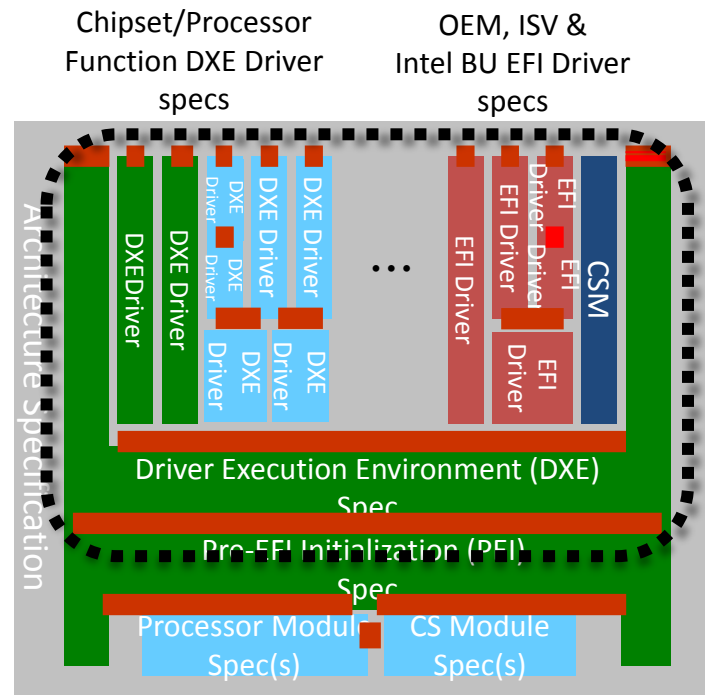 Chipset/Processor
Function DXE Driver
specs
OEM, ISV &
Intel BU EFI Driver
specs
Architecture Specification
DXEDriver
DXE Driver
DXE
Driver
DXE
Driver
DXE Driver
DXE Driver
DXE
Driver
DXE
Driver
...
EFI Driver
EFI Driver
EFI
Driver
EFI
Driver
EFI
Driver
CSM
Driver Execution Environment (DXE)
Spec
Pre-EFI Initialization (PEI)
Spec
Processor Module
Spec(s)
CS Module
Spec(s)